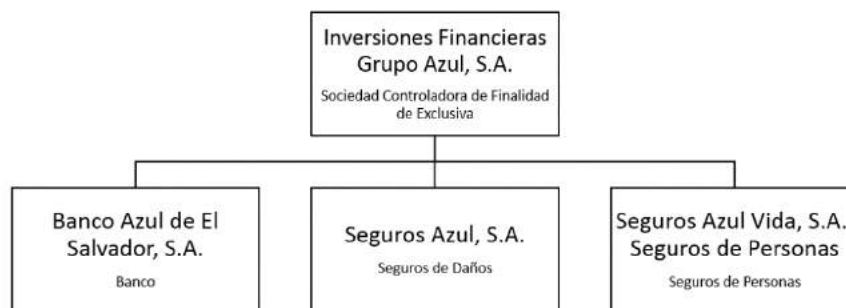 Inversiones Financieras
Grupo Azul, S.A.
Sociedad Controladora de Finalidad
de Exclusiva
Banco Azul de El
Salvador, S.A.
Banco
Seguros Azul, S.A.
Seguros de Daños
Seguros Azul Vida, S.A.
Seguros de Personas
Seguros de Personas